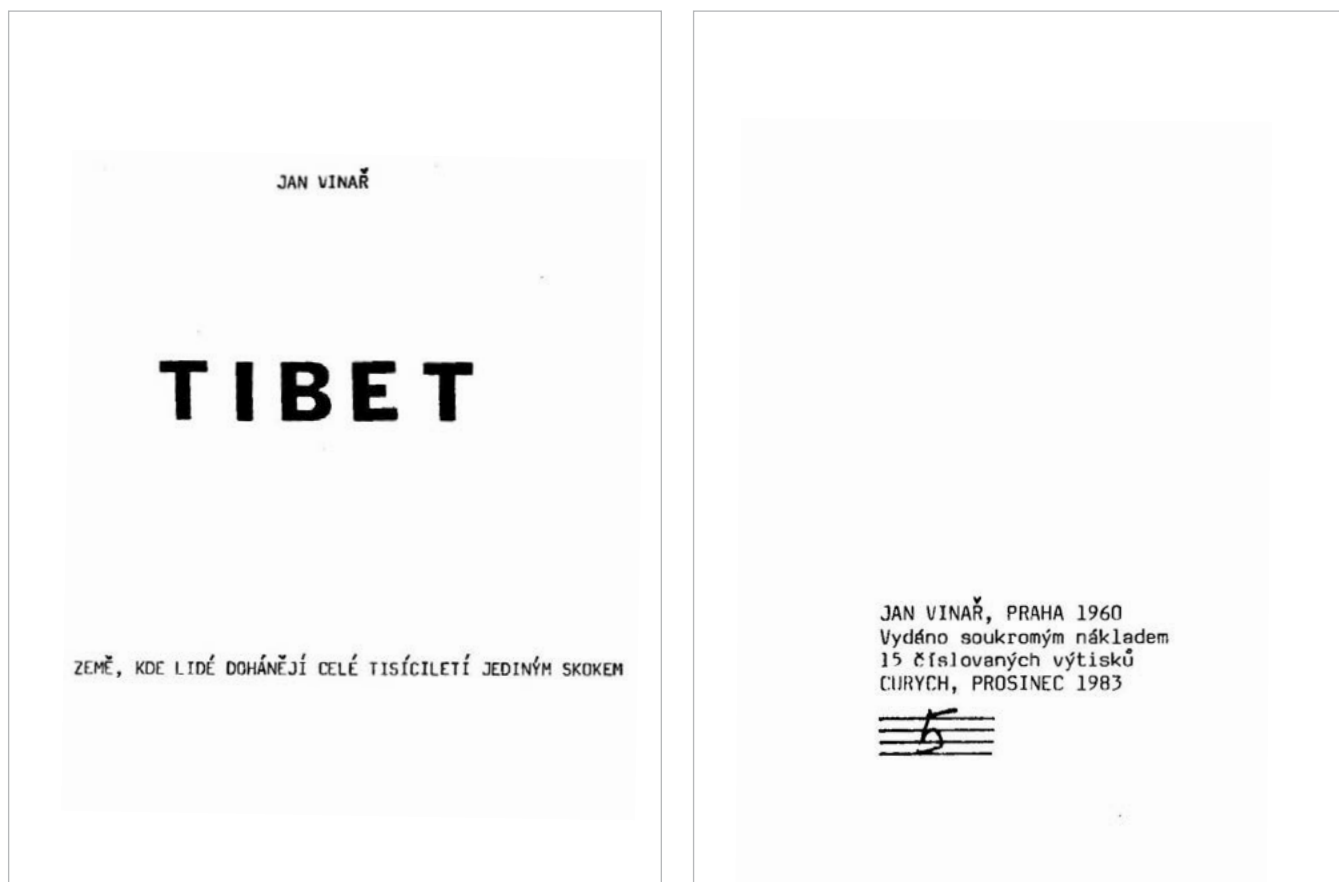 JAN VINAŘ
TIBET
ZEMĚ, KDE LIDÉ DOHÁNĚJÍ CELÉ TISÍCILETÍ JEDINÝM SKOKEM
JAN VINAŘ, PRAHA 1960
Vydáno soukromým nákladem
15 číslovaných výtisků
CURYCH, PROSINEC 1983
5